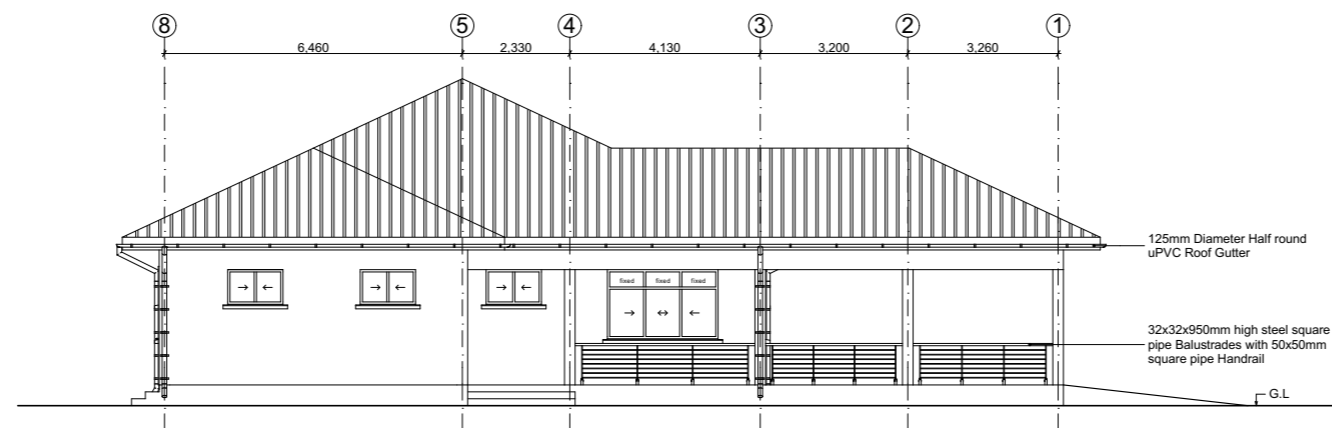 8 5 4 3 2 1
6,460 2,330 4,130 3,200 3,260
125mm Diameter Half round
uPVC Roof Gutter
fixed fixed fixed
32x32x950mm high steel square
pipe Balustrades with 50x50mm
square pipe Handrail
G.L